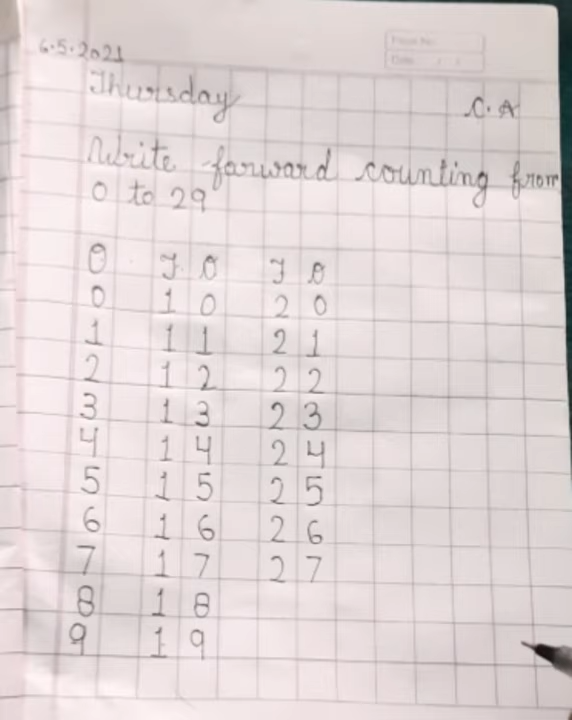 6.5.2021
Thursday
C.A
Write forward counting from
0 to 29
O T O T O
0 1 0 2 0
1 1 1 2 1
2 1 2 2 2
3 1 3 2 3
4 1 4 2 4
5 1 5 2 5
6 1 6 2 6
7 1 7 2 7
8 1 8
9 1 9